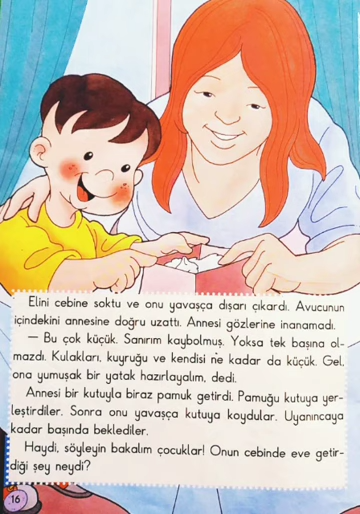 Elini cebine soktu ve onu yavaşça dışarı çıkardı. Avucunun
içindekini annesine doğru uzattı. Annesi gözlerine inanamadı.
— Bu çok küçük. Sanırım kaybolmuş. Yoksa tek başına ol-
mazdı. Kulakları, kuyruğu ve kendisi ne kadar da küçük. Gel,
ona yumuşak bir yatak hazırlayalım, dedi.
Annesi bir kutuyla biraz pamuk getirdi. Pamuğu kutuya yer-
leştirdiler. Sonra onu yavaşça kutuya koydular. Uyanıncaya
kadar başında beklediler.
Haydi, söyleyin bakalım çocuklar! Onun cebinde eve getir-
diği şey neydi?
16